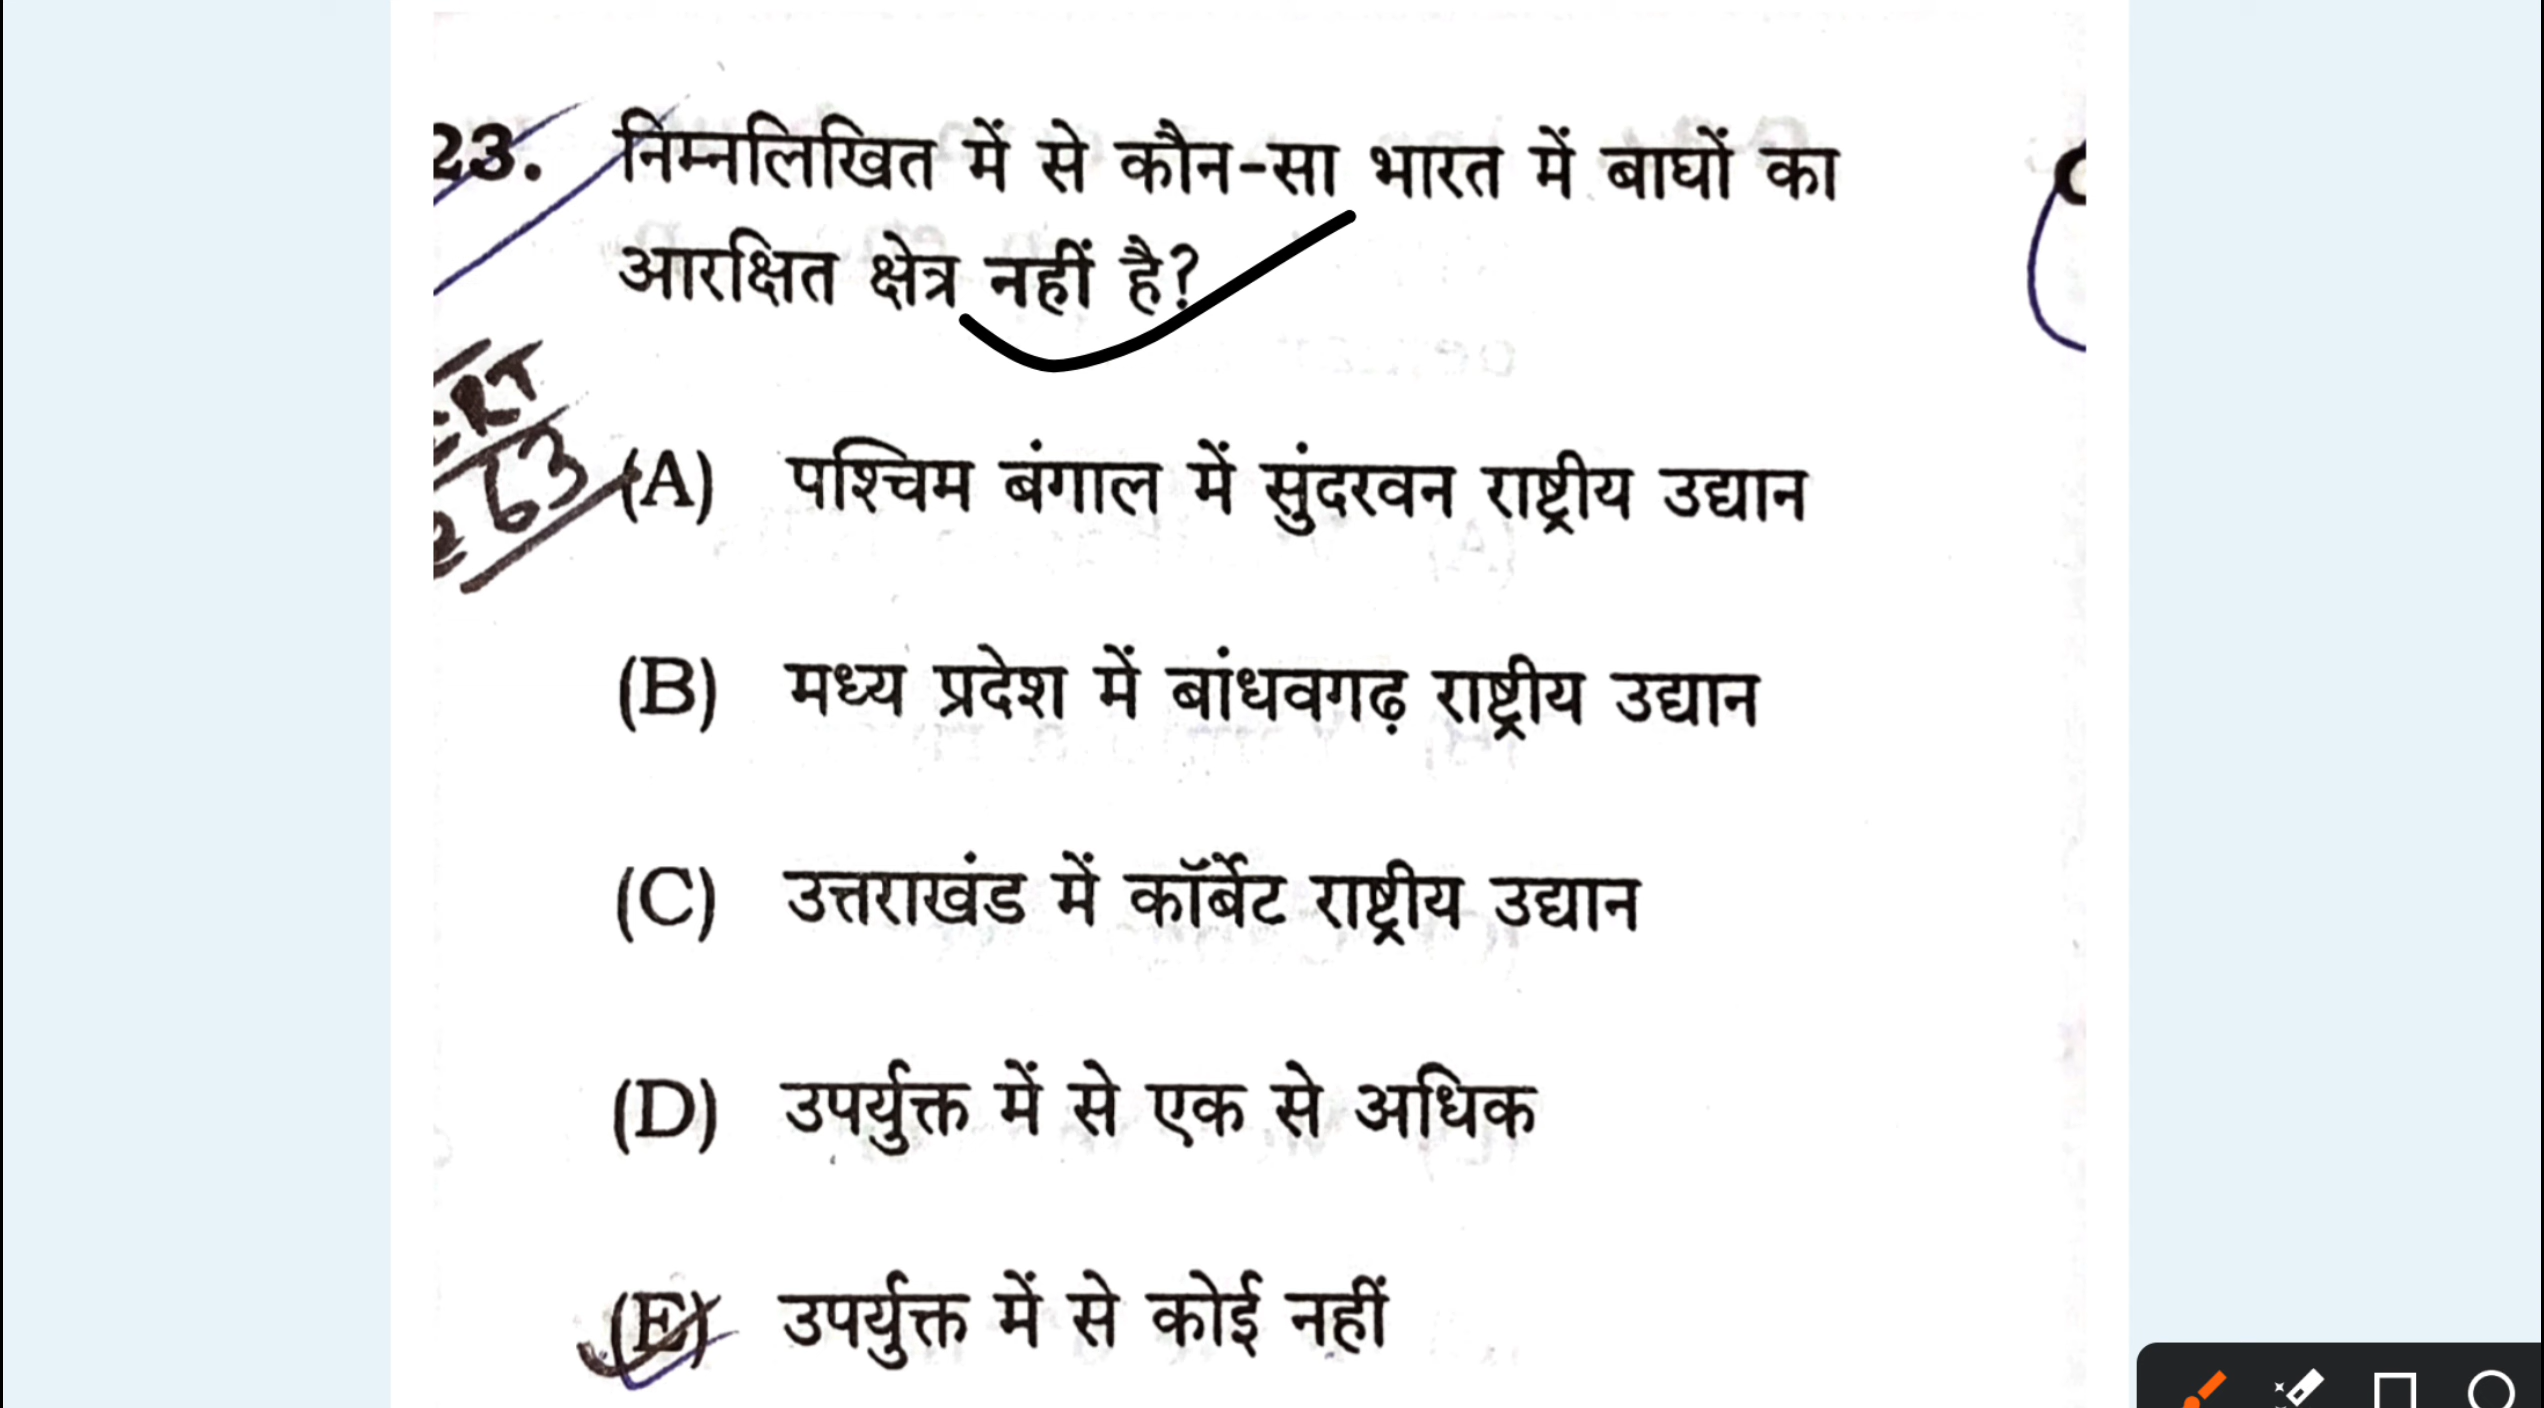 23. निम्नलिखित में से कौन-सा भारत में बाघों का
आरक्षित क्षेत्र नहीं है?
63
(A) पश्चिम बंगाल में सुंदरवन राष्ट्रीय उद्यान
(B) मध्य प्रदेश में बांधवगढ़ राष्ट्रीय उद्यान
(C) उत्तराखंड में कॉर्बेट राष्ट्रीय उद्यान
(D) उपर्युक्त में से एक से अधिक
(E) उपर्युक्त में से कोई नहीं